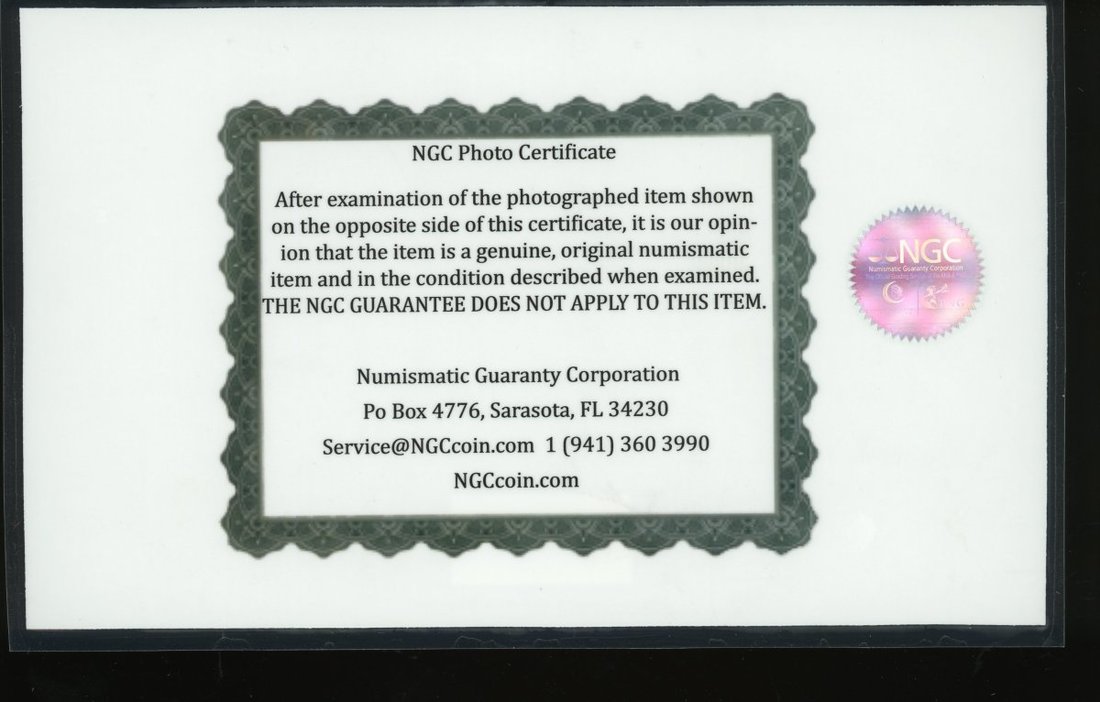 NGC Photo Certificate
After examination of the photographed item shown
on the opposite side of this certificate, it is our opin-
ion that the item is a genuine, original numismatic
item and in the condition described when examined.
THE NGC GUARANTEE DOES NOT APPLY TO THIS ITEM.
Numismatic Guaranty Corporation
Po Box 4776, Sarasota, FL 34230
Service@NGCcoin.com 1 (941) 360 3990
NGCcoin.com
NGC
Numismatic Guaranty Corporation